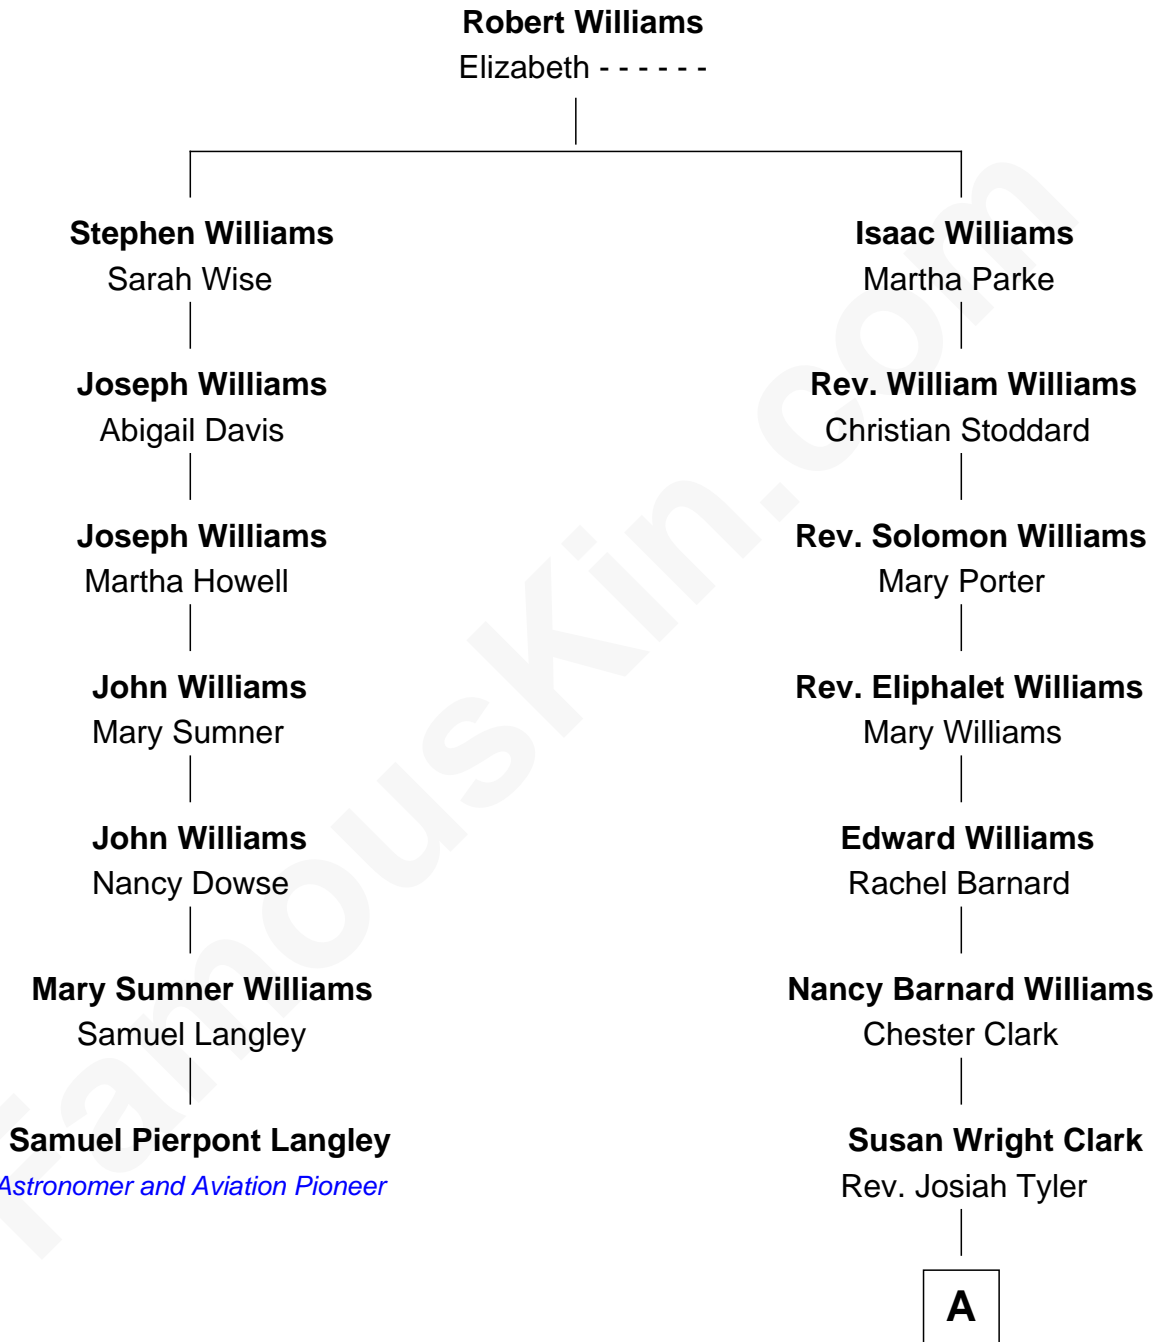 Robert Williams
Elizabeth - - - - - -
Stephen Williams
Sarah Wise
Joseph Williams
Abigail Davis
Joseph Williams
Martha Howell
John Williams
Mary Sumner
John Williams
Nancy Dowse
Mary Sumner Williams
Samuel Langley
Samuel Pierpont Langley
Astronomer and Aviation Pioneer
Isaac Williams
Martha Parke
Rev. William Williams
Christian Stoddard
Rev. Solomon Williams
Mary Porter
Rev. Eliphalet Williams
Mary Williams
Edward Williams
Rachel Barnard
Nancy Barnard Williams
Chester Clark
Susan Wright Clark
Rev. Josiah Tyler
A
FamousKin.com